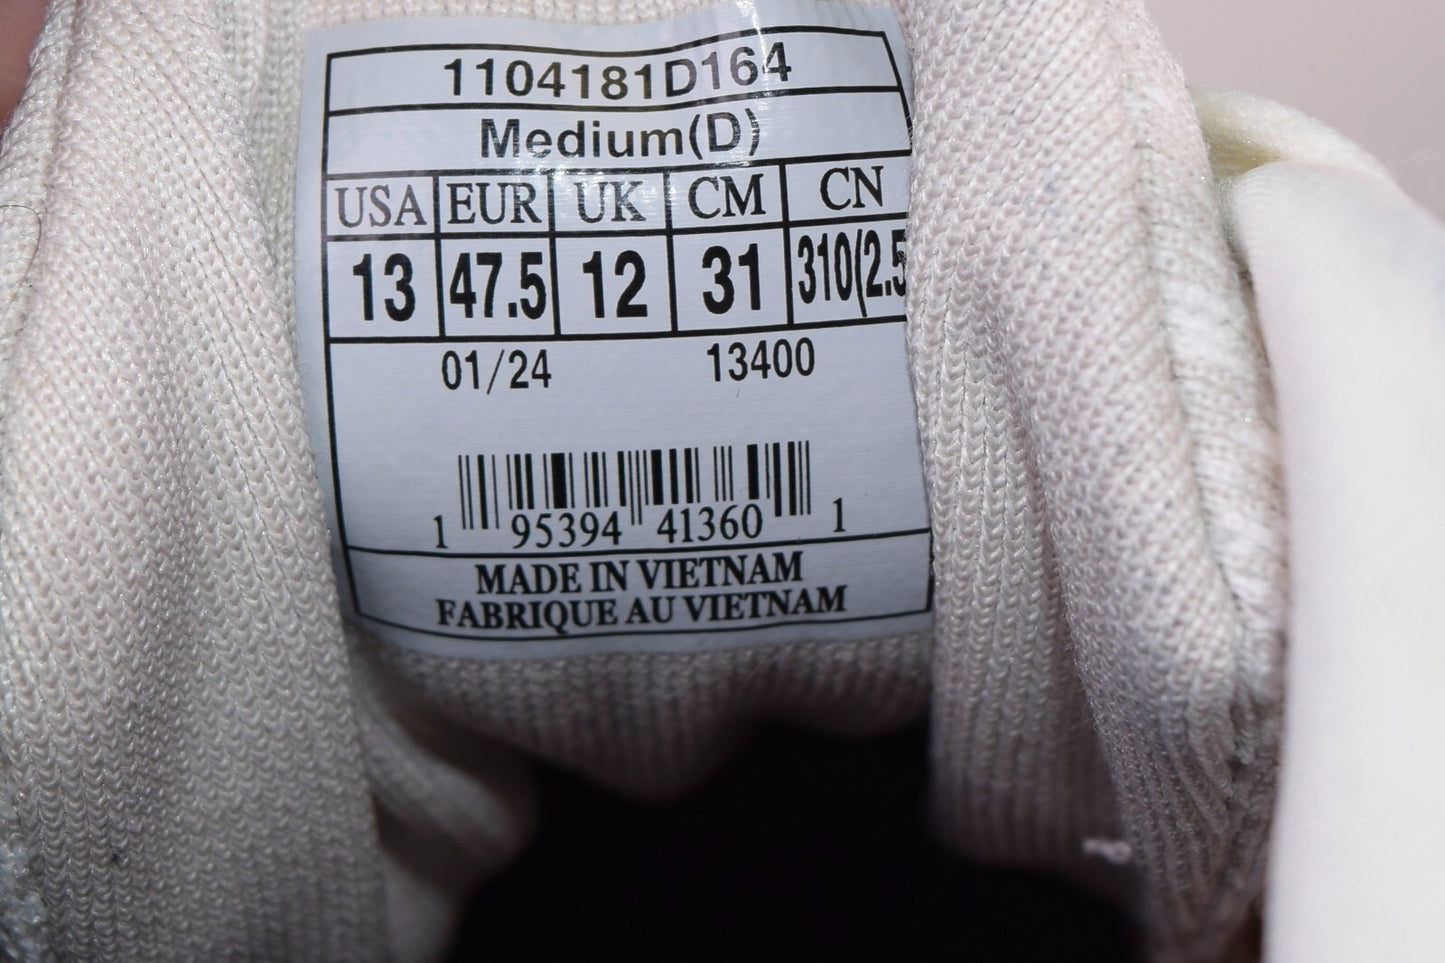 1104181D164
Medium(D)
USA EUR UK CM CN
13 47.5 12 31 310(2.5
01/24 13400
1 95394 41360 1
MADE IN VIETNAM
FABRIQUE AU VIETNAM